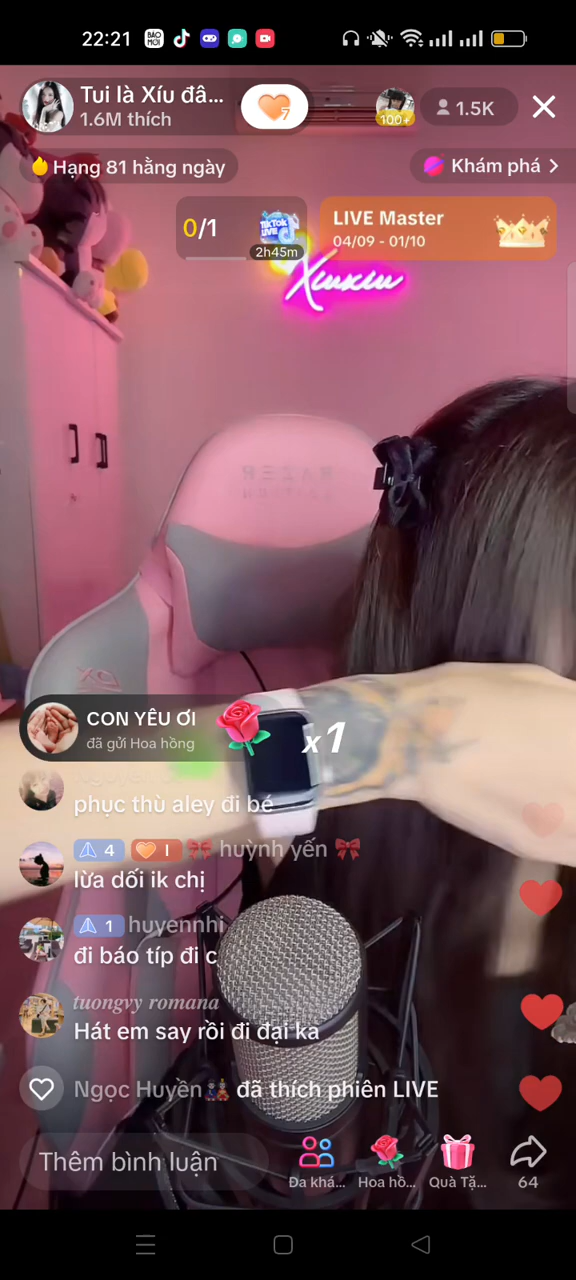 22:21
BÁO MỚI
Tui là Xíu đâ...
1.6M thích
7
100+
1.5K
Hạng 81 hằng ngày
Khám phá
0/1
TikTok LIVE
2h45m
LIVE Master
04/09 - 01/10
Xiuxiu
RAZER
CON YÊU ƠI
đã gửi Hoa hồng
x1
phục thù aley đi bé
4 I huỳnh yến
lừa dối ik chị
1 huyennhi
đi báo típ đi c
tuongvy romana
Hát em say rồi đi đại ka
Ngọc Huyền đã thích phiên LIVE
Thêm bình luận
Đa khá...
Hoa hồ...
Quà Tặ...
64